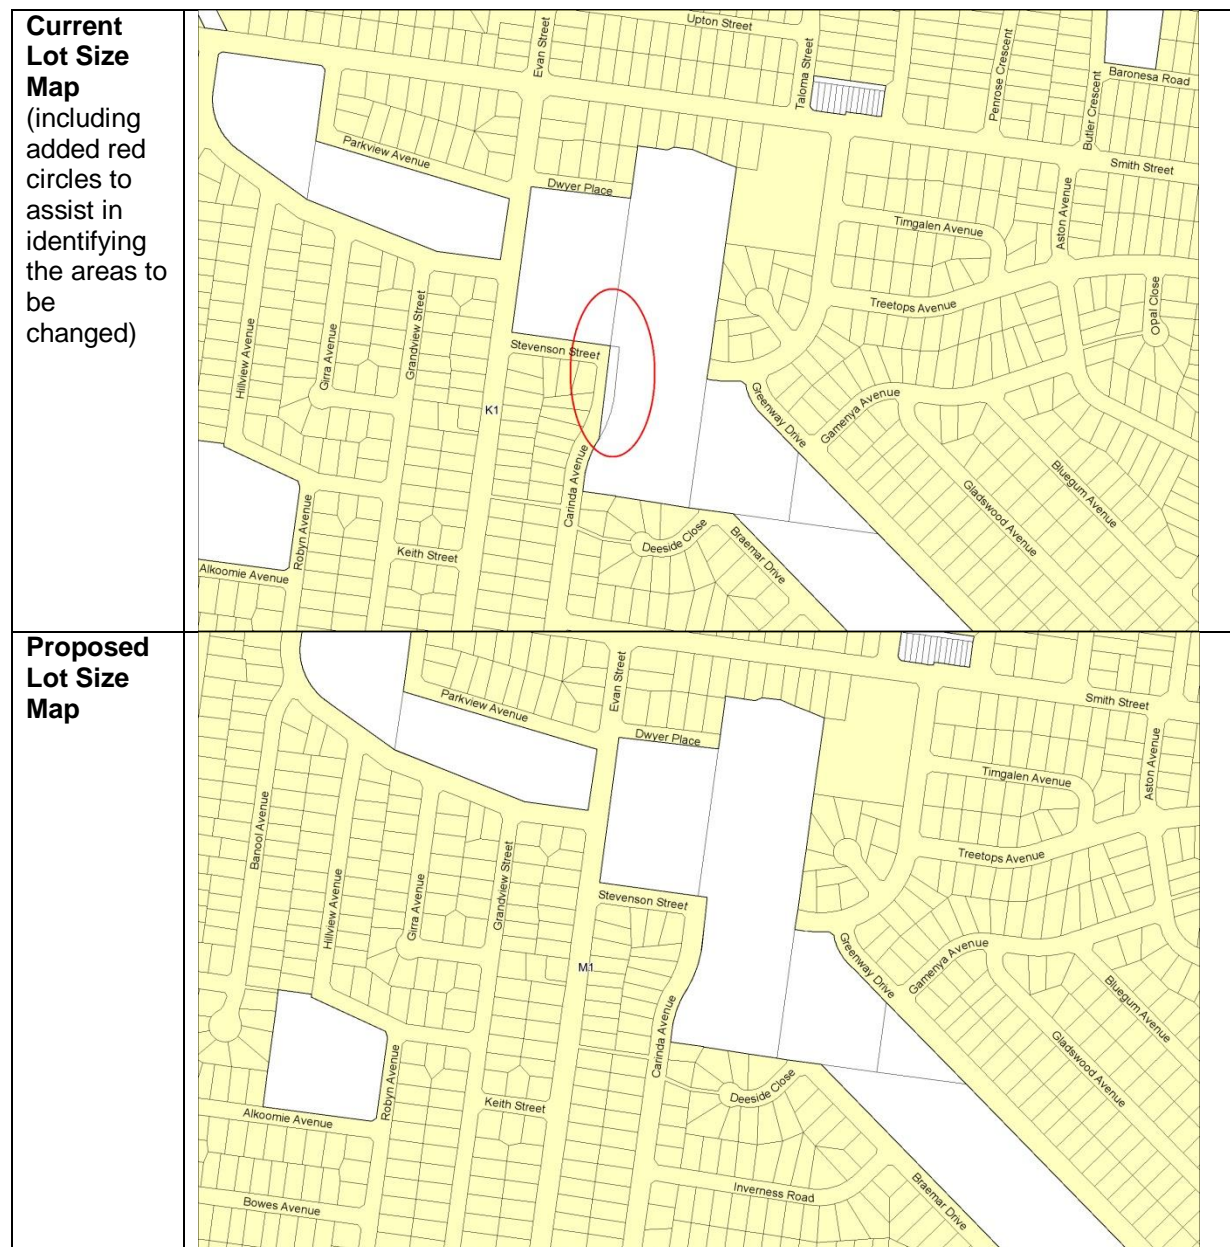 Current
Lot Size
Map
(including
added red
circles to
assist in
identifying
the areas to
be
changed)
Upton Street
Evan Street
Taloma Street
Penrose Crescent
Butler Crescent
Baronesa Road
Parkview Avenue
Smith Street
Dwyer Place
Aston Avenue
Timgalen Avenue
Treetops Avenue
Opal Close
Hillview Avenue
Girra Avenue
Grandview Street
Stevenson Street
K1
Greenway Drive
Gamenya Avenue
Carinda Avenue
Bluegum Avenue
Gladswood Avenue
Robyn Avenue
Deeside Close
Braemar Drive
Keith Street
Alkoomie Avenue
Proposed
Lot Size
Map
Evan Street
Parkview Avenue
Smith Street
Dwyer Place
Aston Avenue
Timgalen Avenue
Banool Avenue
Treetops Avenue
Hillview Avenue
Girra Avenue
Grandview Street
Stevenson Street
M1
Greenway Drive
Gamenya Avenue
Bluegum Avenue
Carinda Avenue
Gladswood Avenue
Robyn Avenue
Deeside Close
Keith Street
Alkoomie Avenue
Inverness Road
Braemar Drive
Bowes Avenue